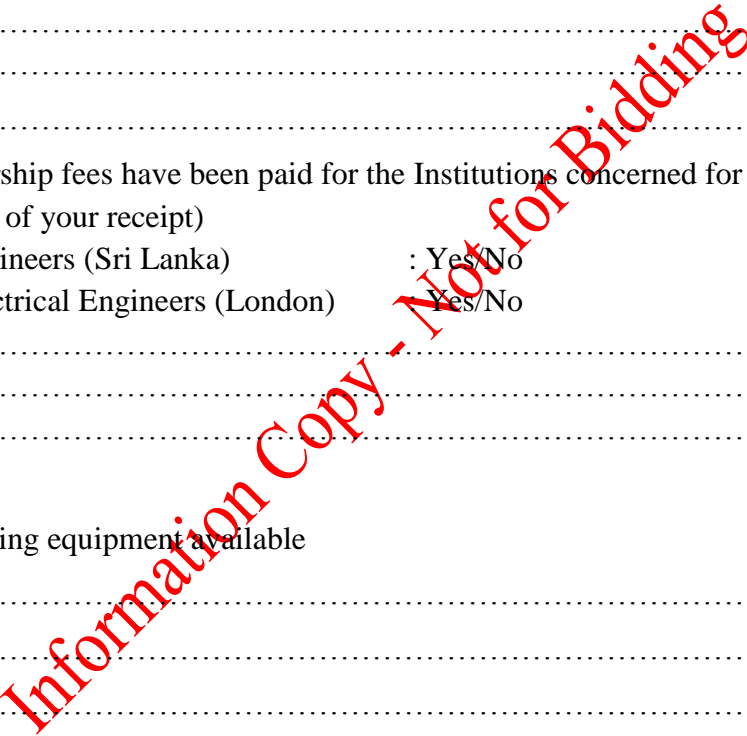 ……………………………………………………………………
……………………………………………………………………
……………………………………………………………………
rship fees have been paid for the Institutions concerned for
of your receipt)
ineers (Sri Lanka) : Yes/No
ctrical Engineers (London) : Yes/No
……………………………………………………………………
……………………………………………………………………
……………………………………………………………………
ing equipment available
……………………………………………………………………
……………………………………………………………………
……………………………………………………………………
Information Copy - Not for Bidding